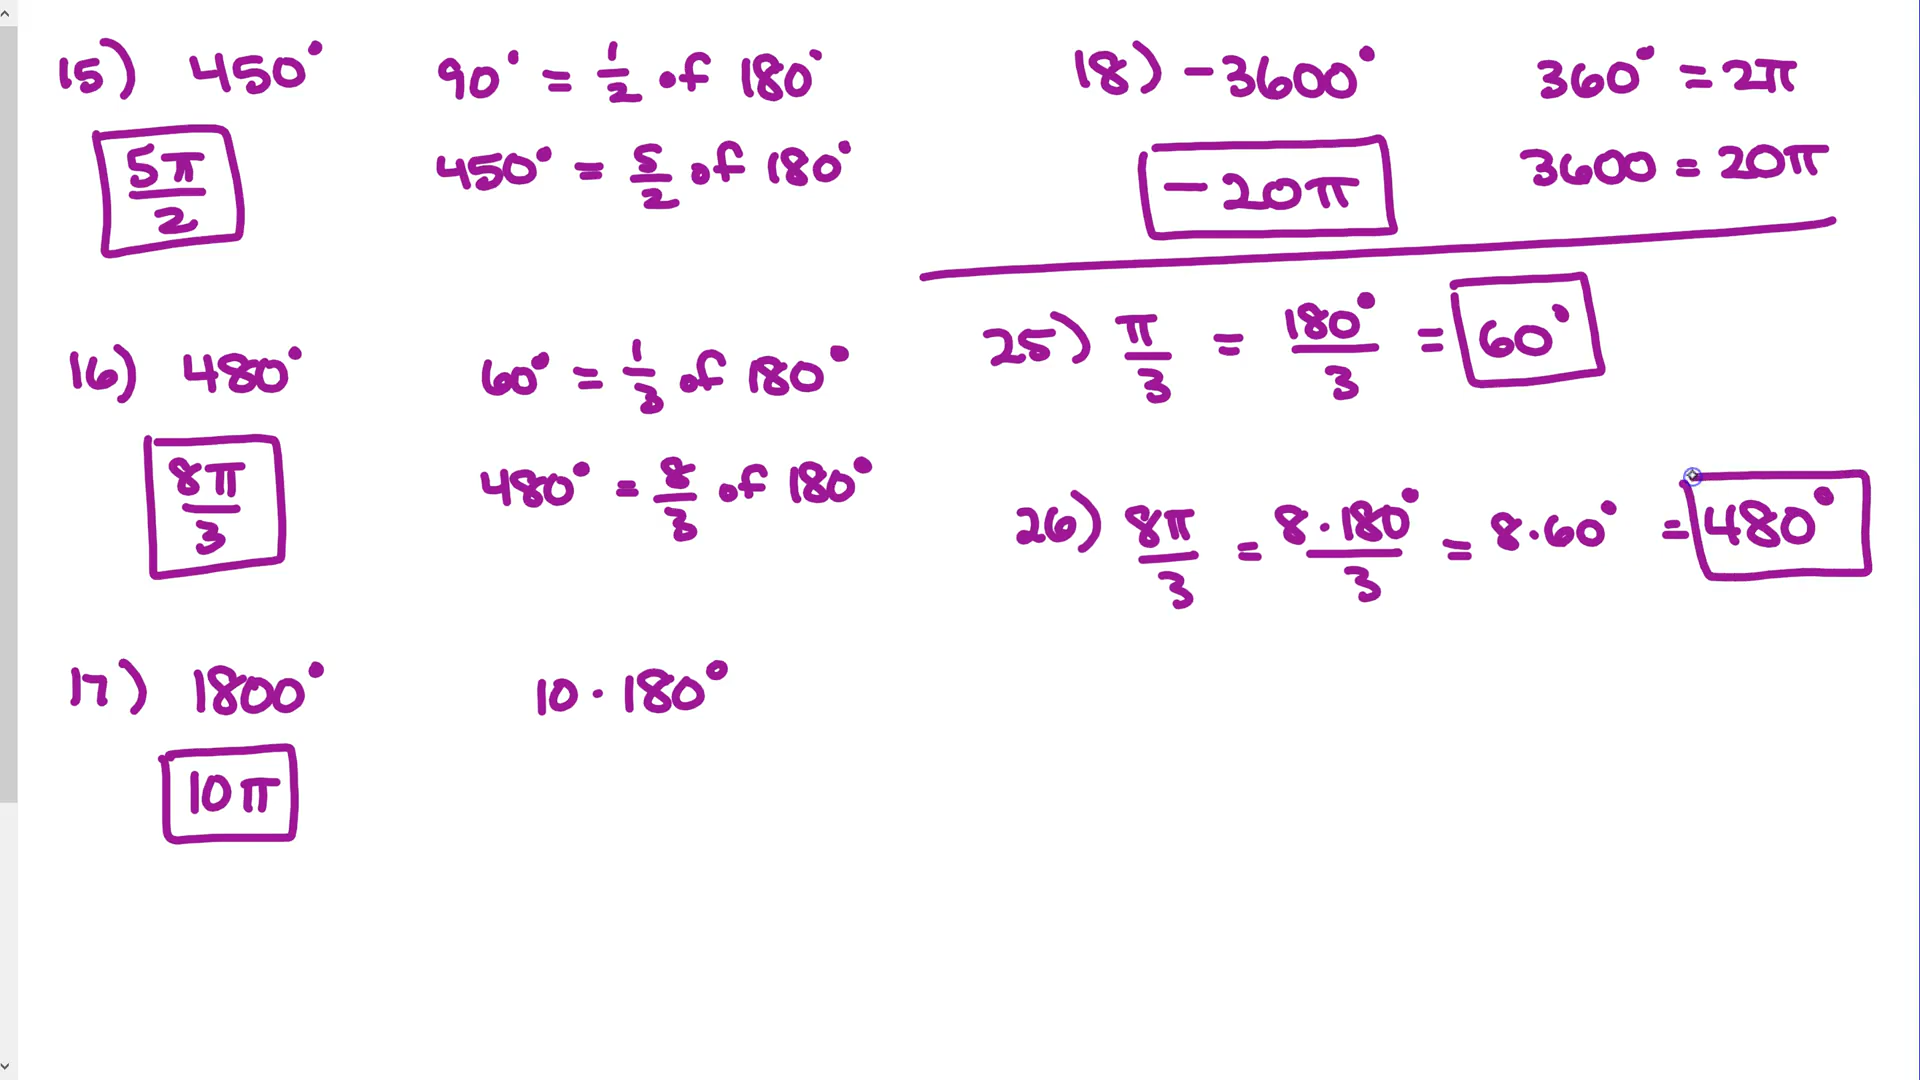 15) 450° 90° = 1/2 of 180°
5π/2 450° = 5/2 of 180°
16) 480° 60° = 1/3 of 180°
8π/3 480° = 8/3 of 180°
17) 1800° 10 · 180°
10π
18) -3600° 360° = 2π
-20π 3600 = 20π
25) π/3 = 180°/3 = 60°
26) 8π/3 = 8·180°/3 = 8·60° = 480°